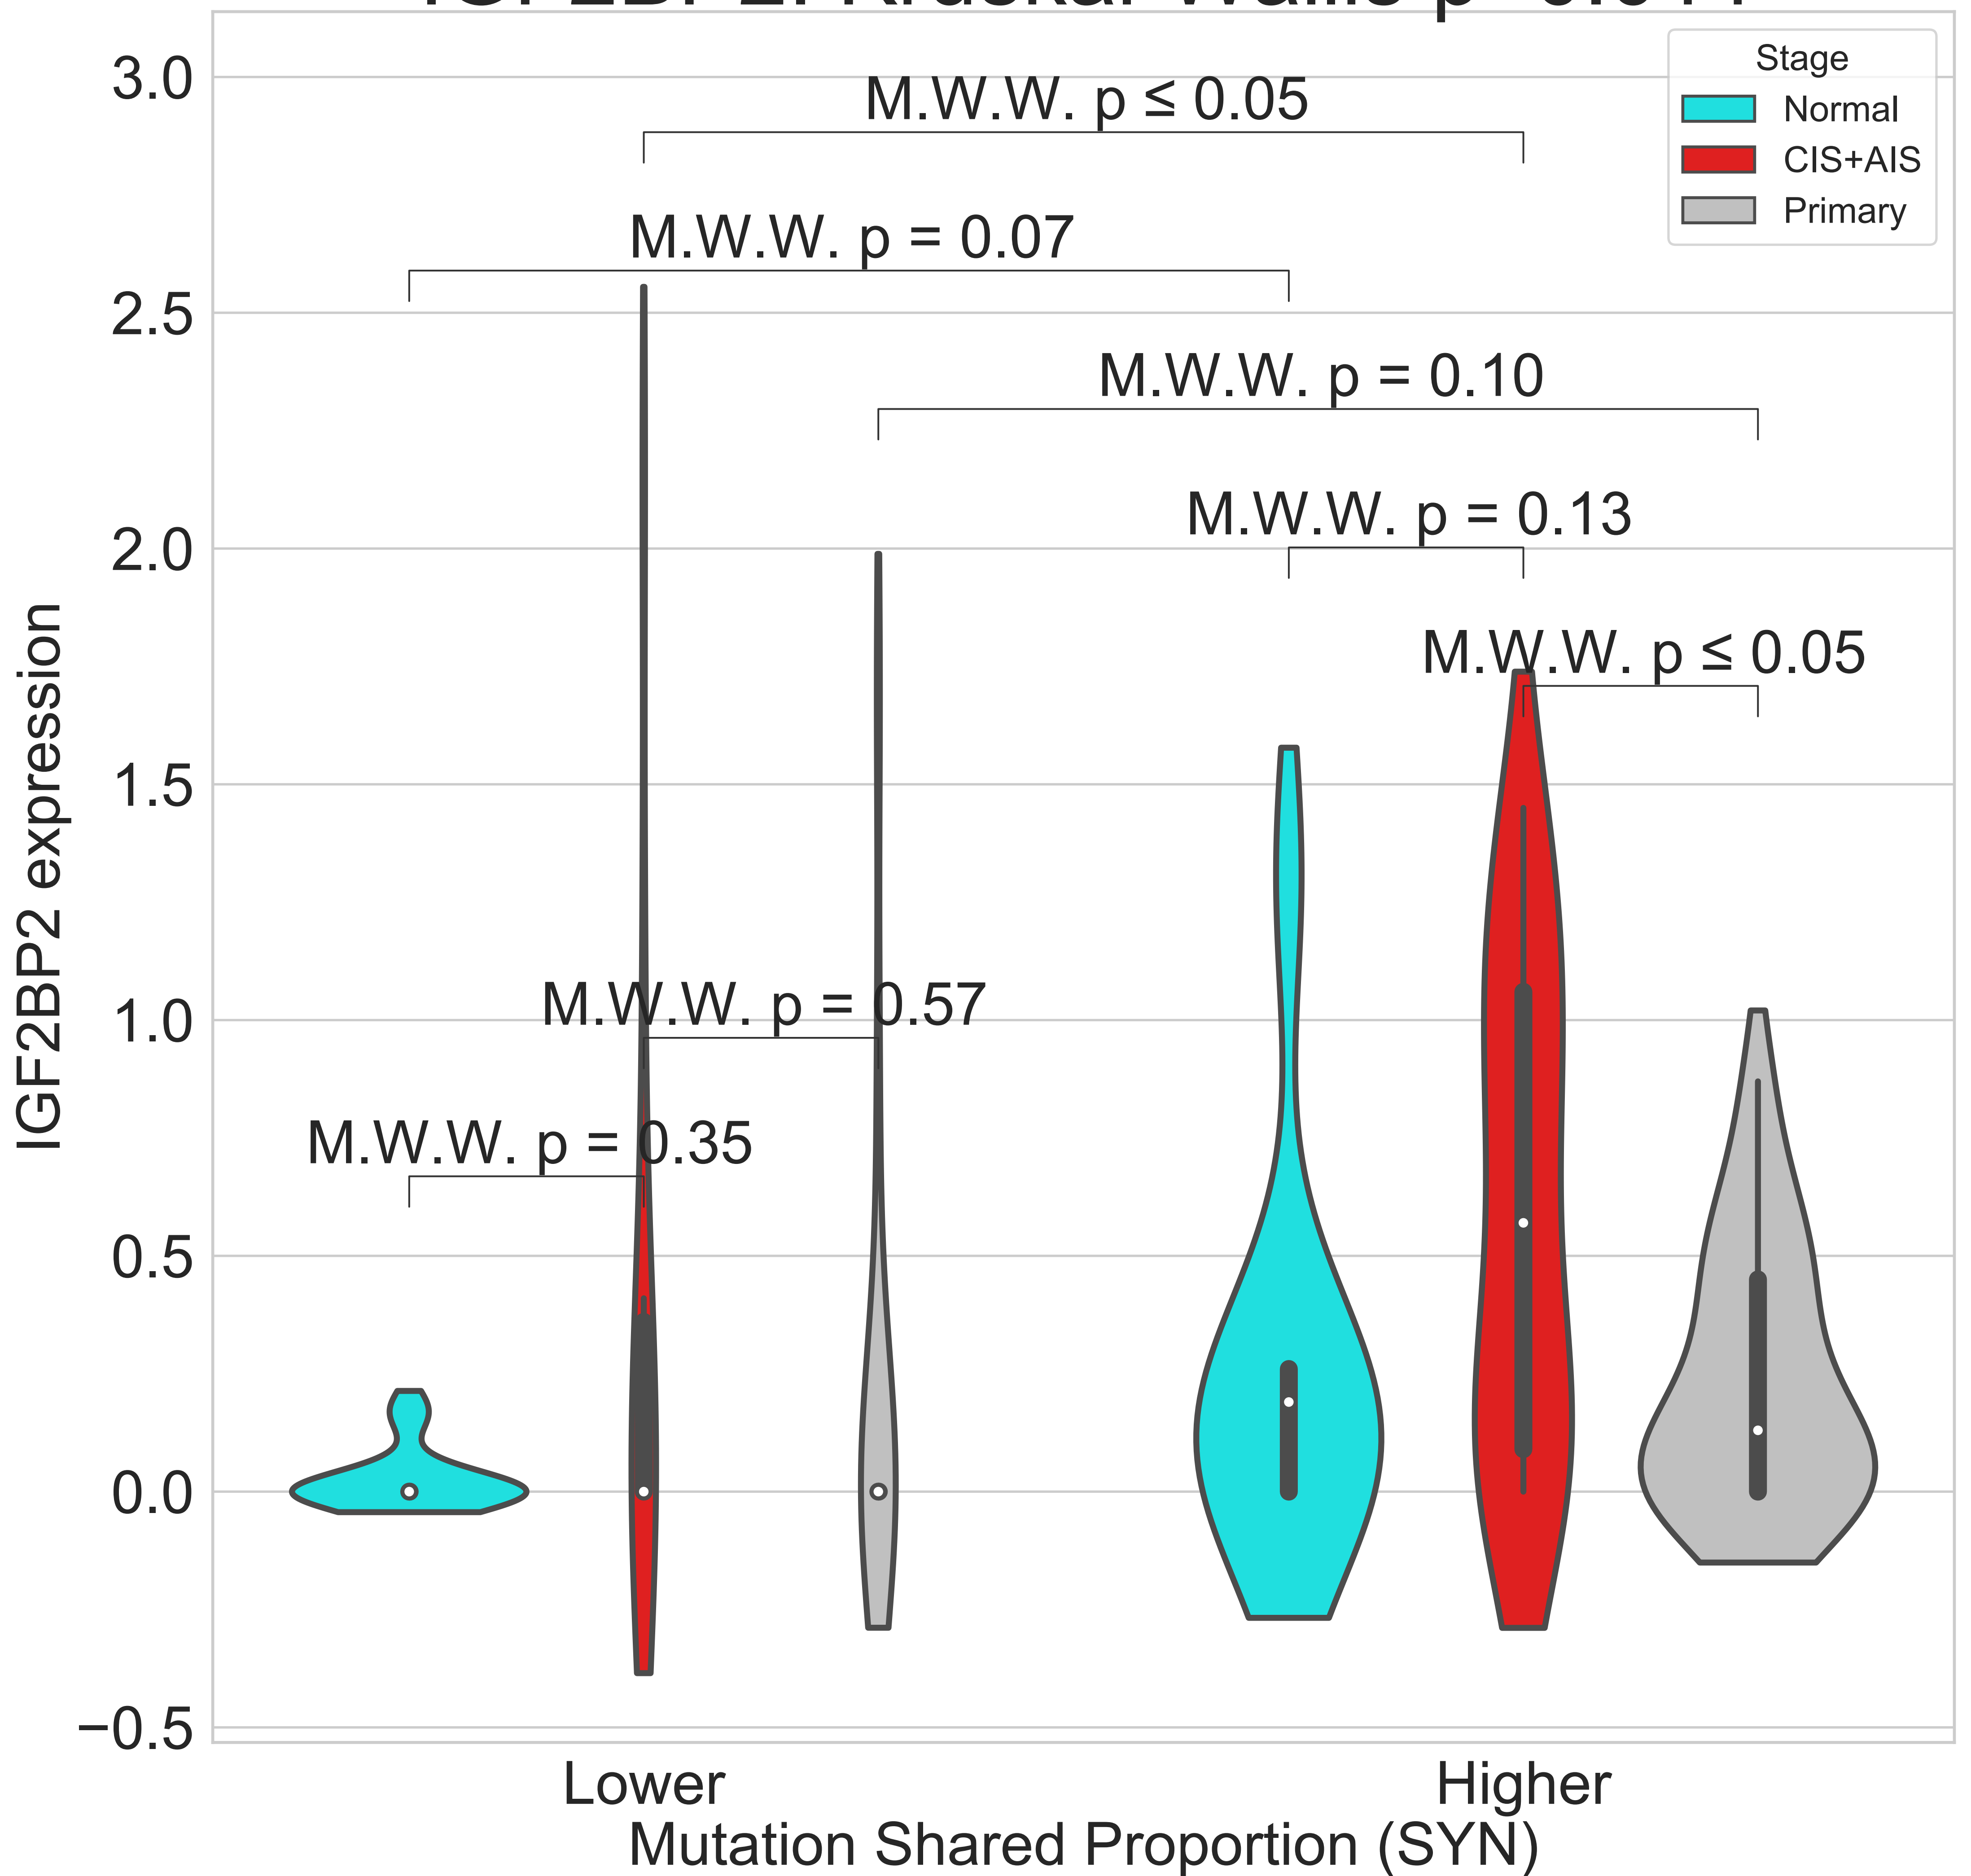 3.0
2.5
2.0
1.5
1.0
0.5
0.0
−0.5
IGF2BP2 expression
Stage
Normal
CIS+AIS
Primary
M.W.W. p ≤ 0.05
M.W.W. p = 0.07
M.W.W. p = 0.10
M.W.W. p = 0.13
M.W.W. p ≤ 0.05
M.W.W. p = 0.57
M.W.W. p = 0.35
Lower
Higher
Mutation Shared Proportion (SYN)